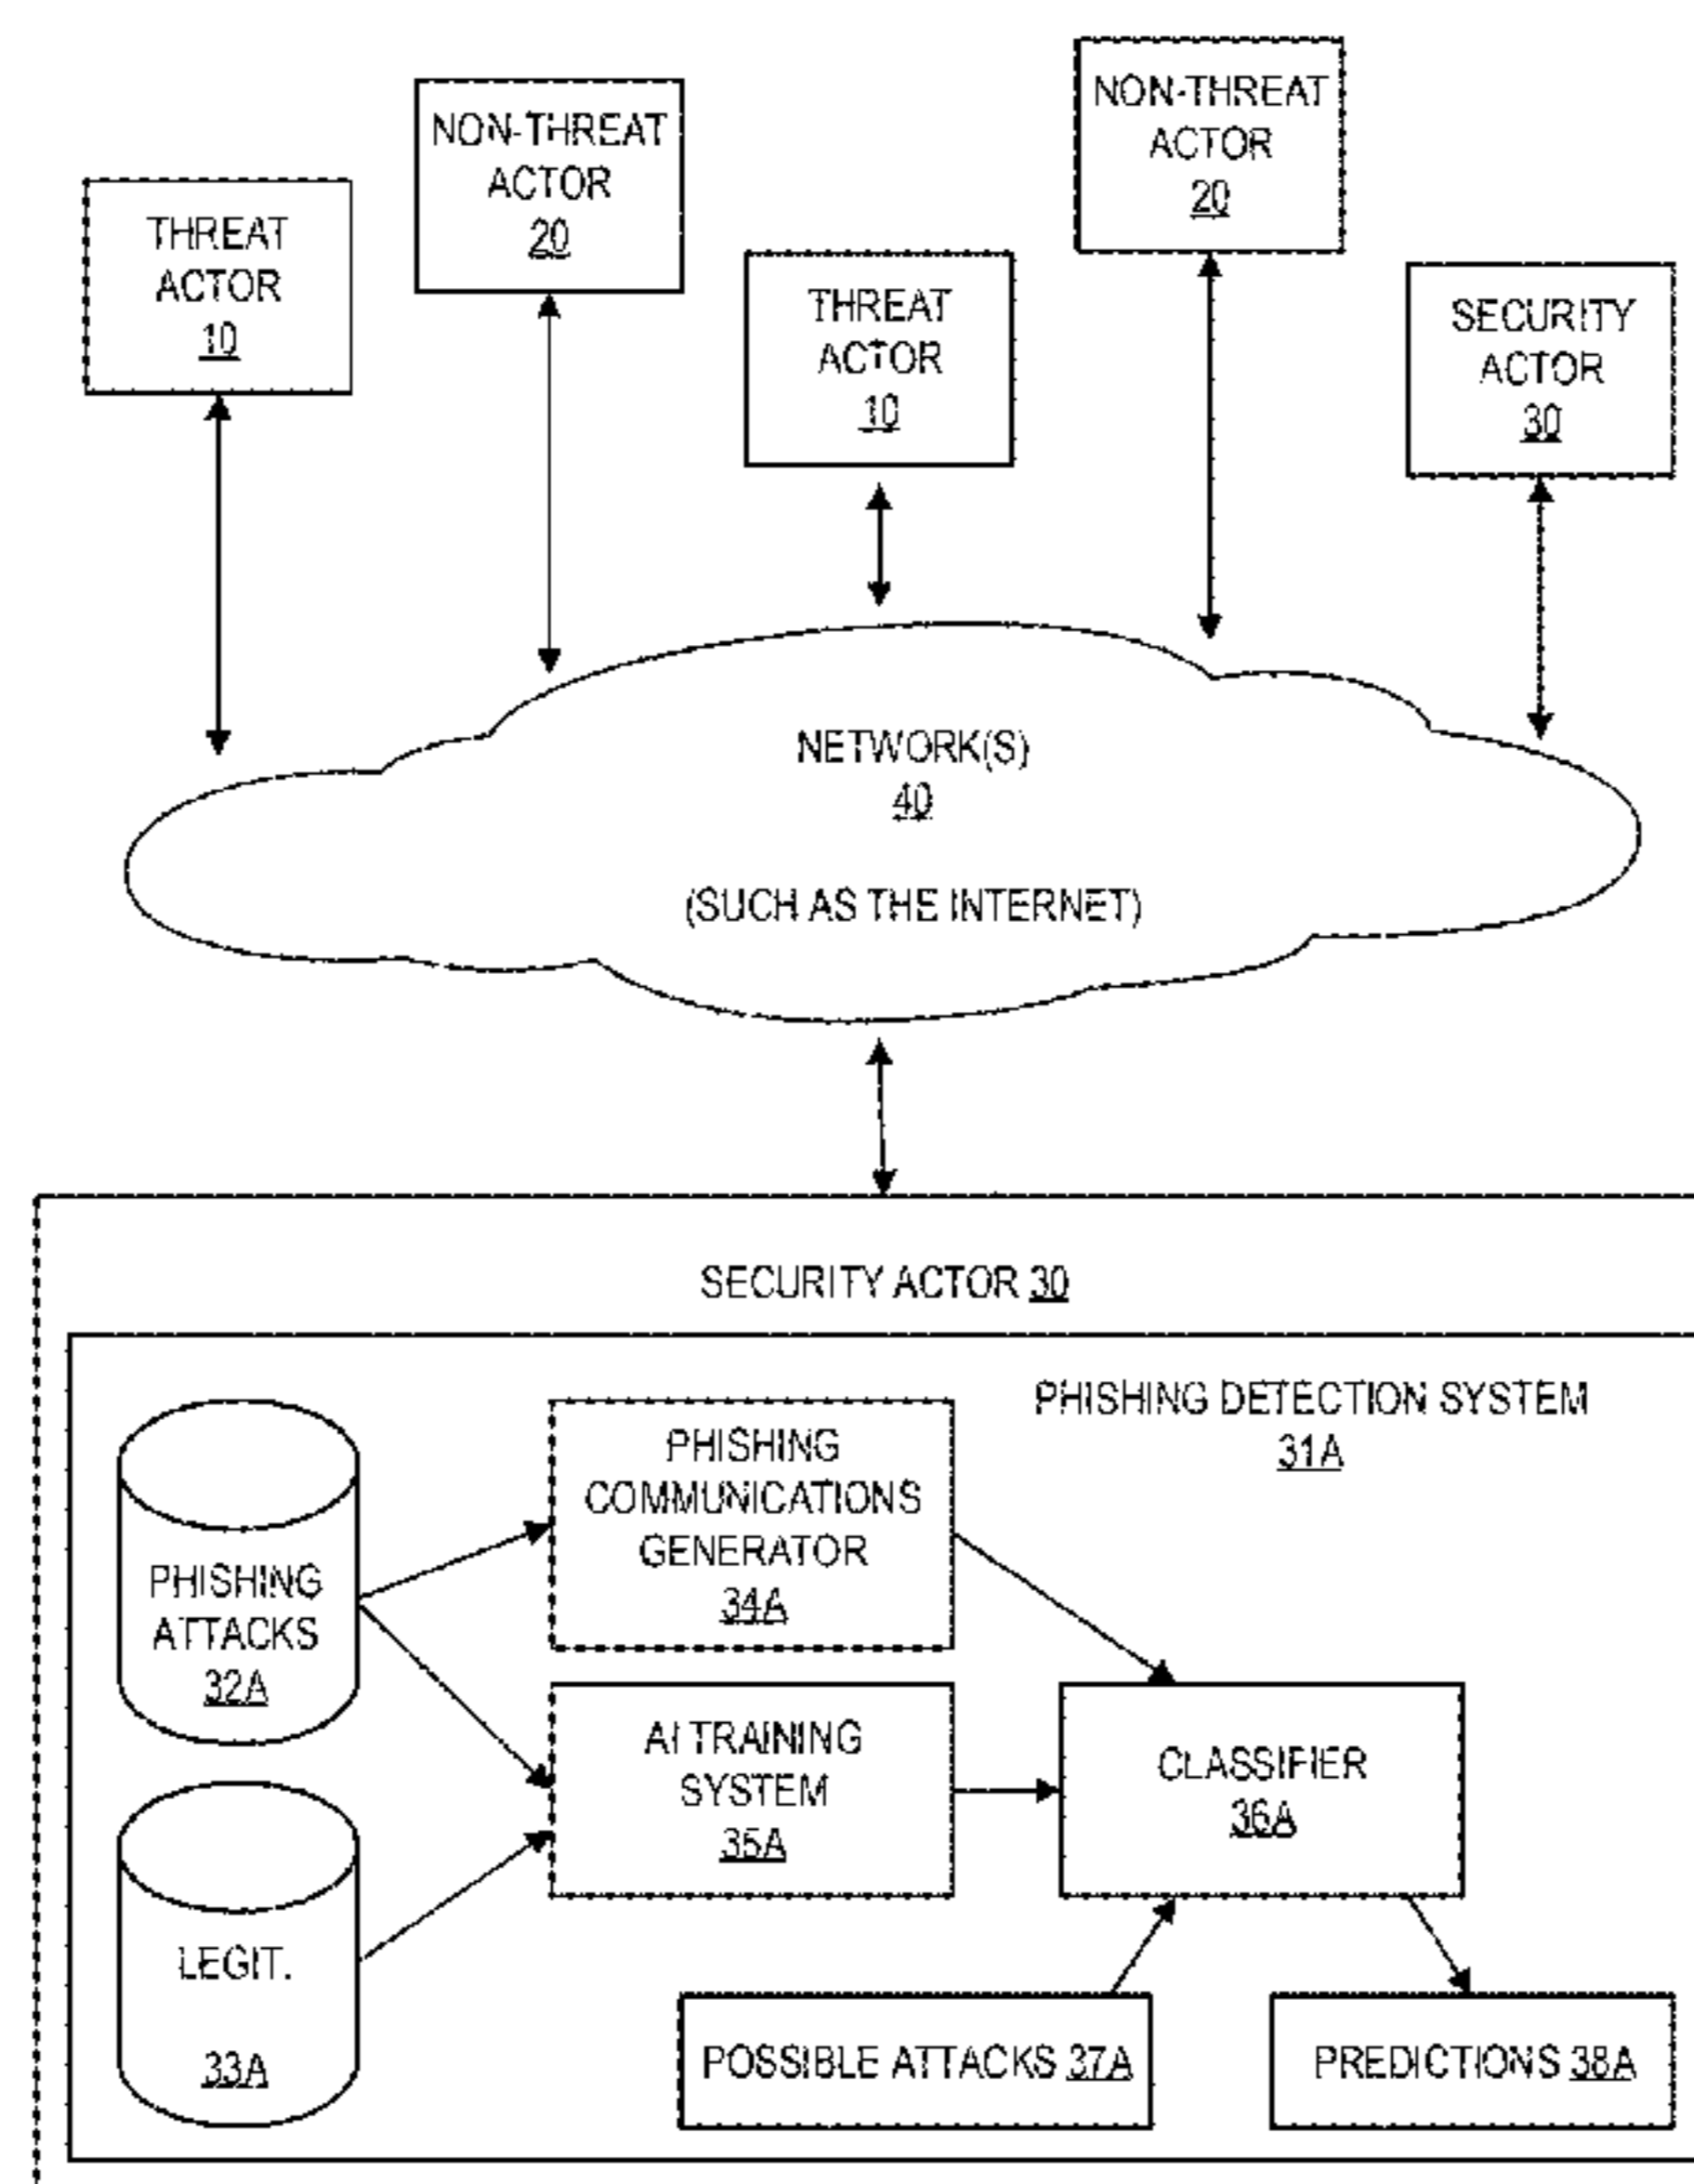 NON-THREAT
ACTOR
20
NON-THREAT
ACTOR
20
THREAT
ACTOR
10
THREAT
ACTOR
10
SECURITY
ACTOR
30
NETWORK(S)
40
(SUCH AS THE INTERNET)
SECURITY ACTOR 30
PHISHING DETECTION SYSTEM
31A
PHISHING
ATTACKS
32A
PHISHING
COMMUNICATIONS
GENERATOR
34A
AI TRAINING
SYSTEM
35A
CLASSIFIER
36A
LEGIT.
33A
POSSIBLE ATTACKS 37A
PREDICTIONS 38A